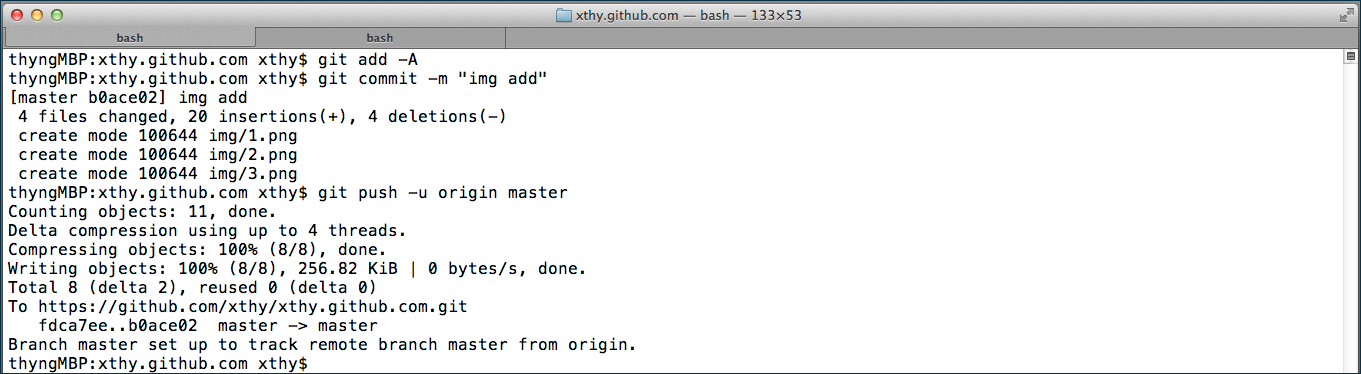 xthy.github.com — bash — 133×53
bash bash
thyngMBP:xthy.github.com xthy$ git add -A
thyngMBP:xthy.github.com xthy$ git commit -m "img add"
[master b0ace02] img add
 4 files changed, 20 insertions(+), 4 deletions(-)
 create mode 100644 img/1.png
 create mode 100644 img/2.png
 create mode 100644 img/3.png
thyngMBP:xthy.github.com xthy$ git push -u origin master
Counting objects: 11, done.
Delta compression using up to 4 threads.
Compressing objects: 100% (8/8), done.
Writing objects: 100% (8/8), 256.82 KiB | 0 bytes/s, done.
Total 8 (delta 2), reused 0 (delta 0)
To https://github.com/xthy/xthy.github.com.git
   fdca7ee..b0ace02  master -> master
Branch master set up to track remote branch master from origin.
thyngMBP:xthy.github.com xthy$